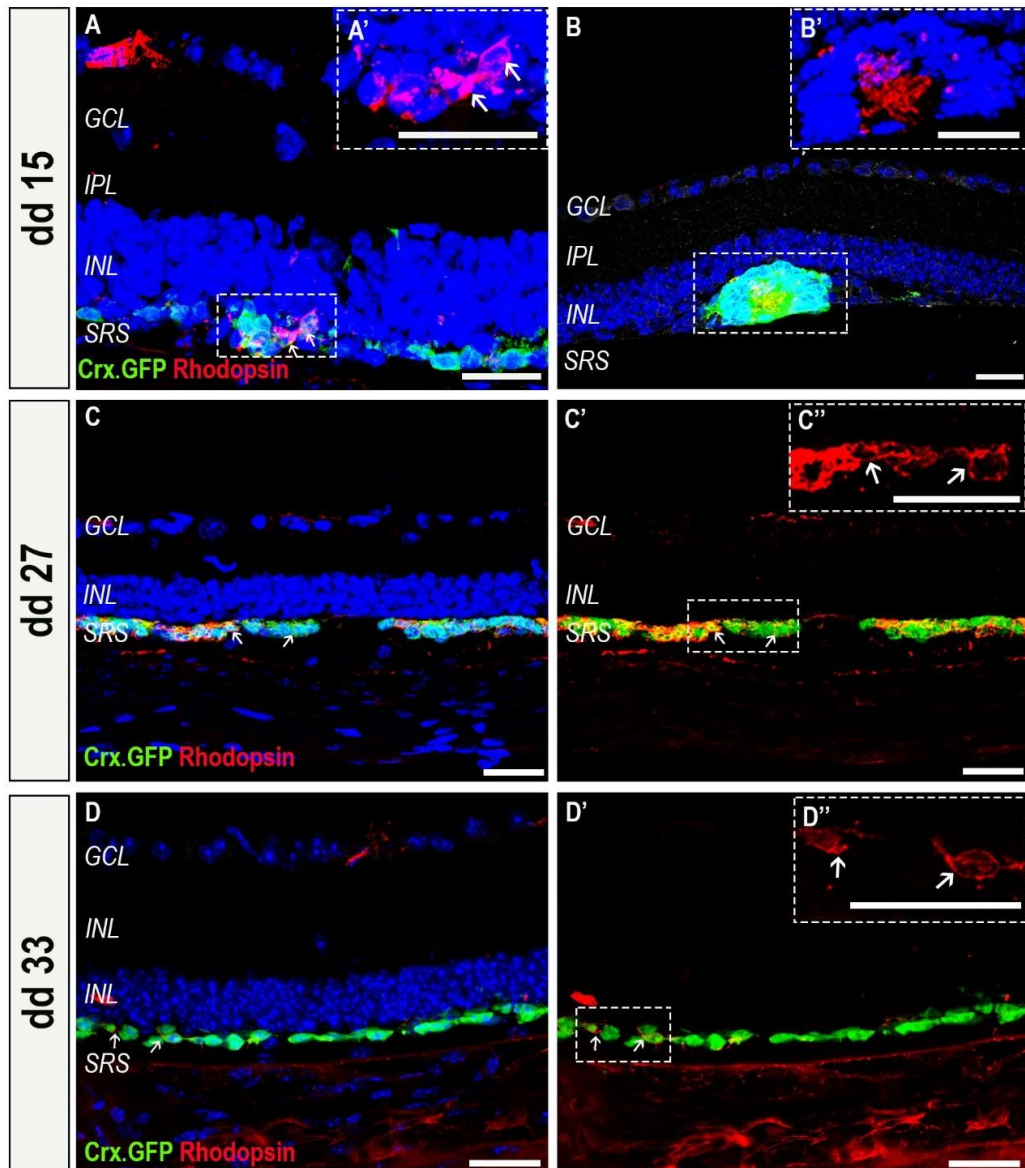 dd 15
A
A'
GCL
IPL
INL
SRS
Crx.GFP Rhodopsin
B
B'
GCL
IPL
INL
SRS
dd 27
C
GCL
INL
SRS
Crx.GFP Rhodopsin
C'
C''
GCL
INL
SRS
dd 33
D
GCL
INL
INL
SRS
Crx.GFP Rhodopsin
D'
D''